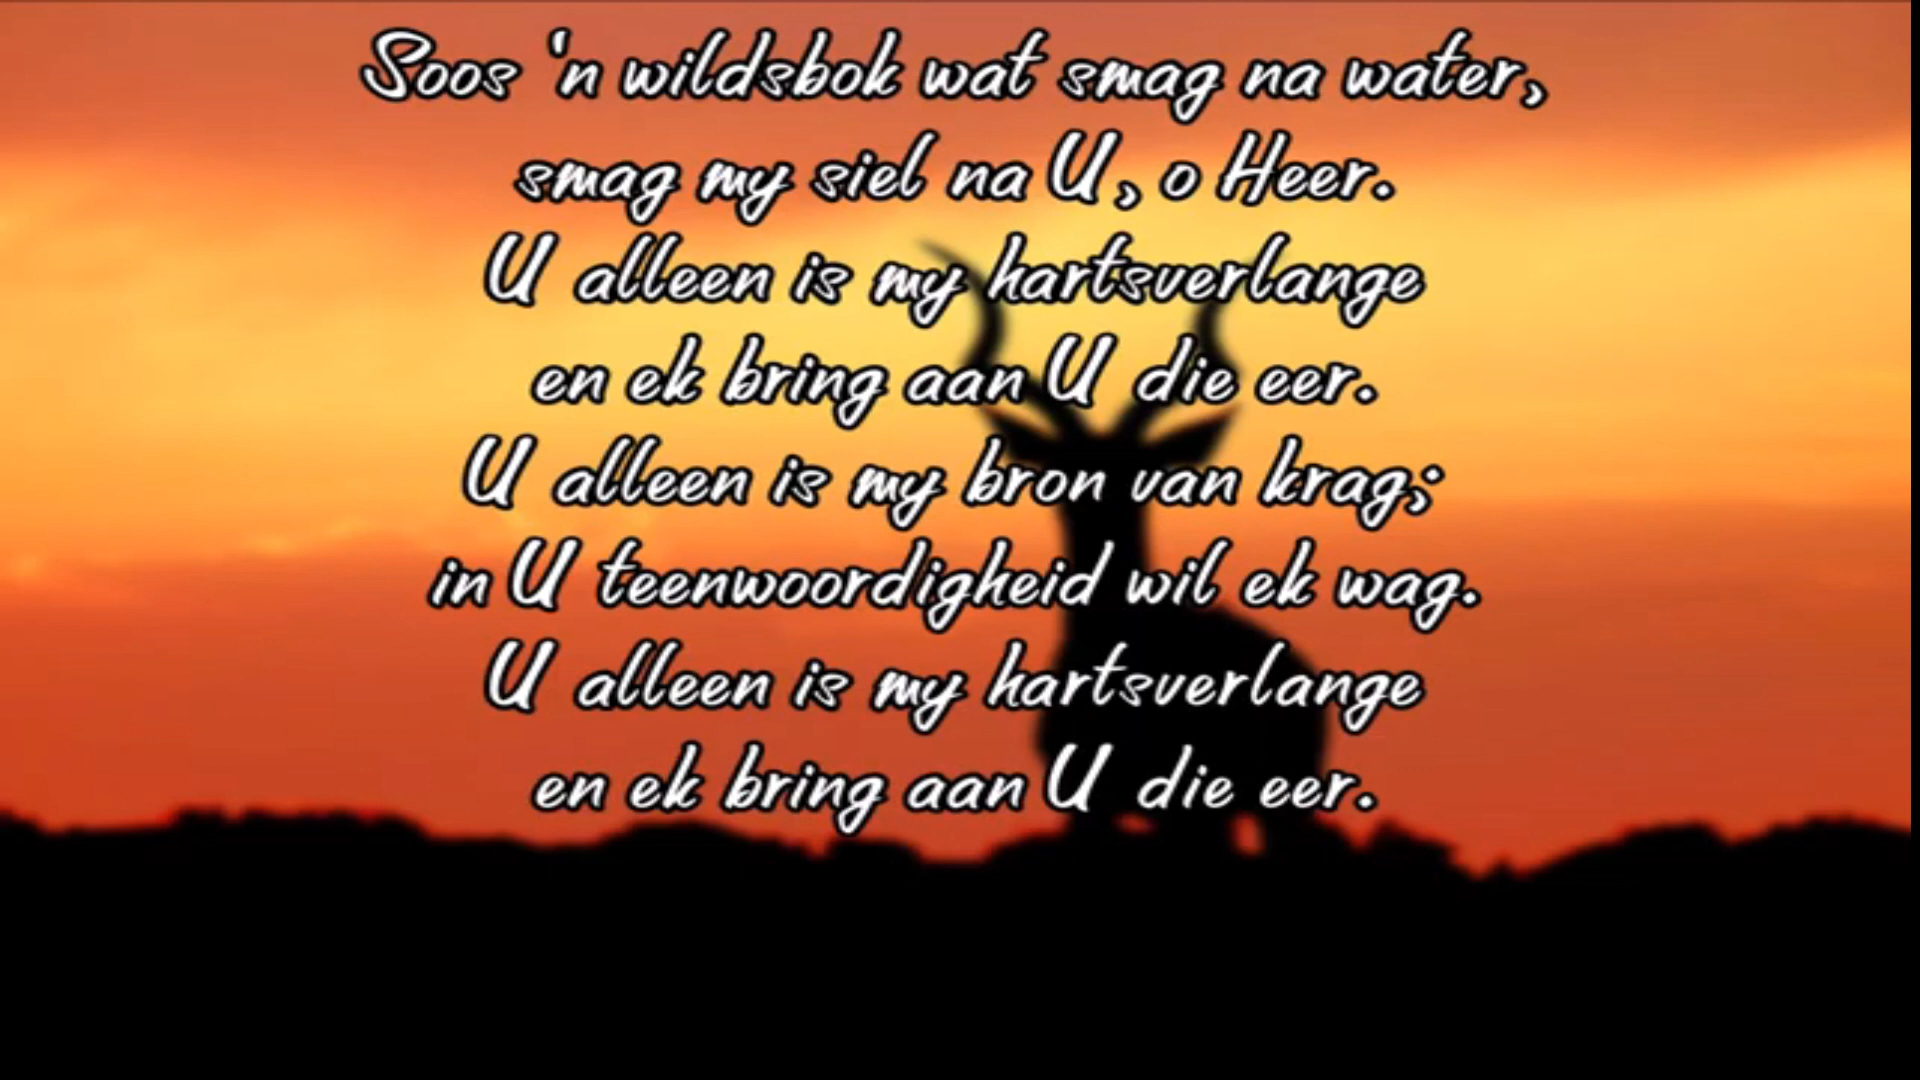 Soos 'n wildsbok wat smag na water,
smag my siel na U, o Heer.
U alleen is my hartsverlange
en ek bring aan U die eer.
U alleen is my bron van krag;
in U teenwoordigheid wil ek wag.
U alleen is my hartsverlange
en ek bring aan U die eer.